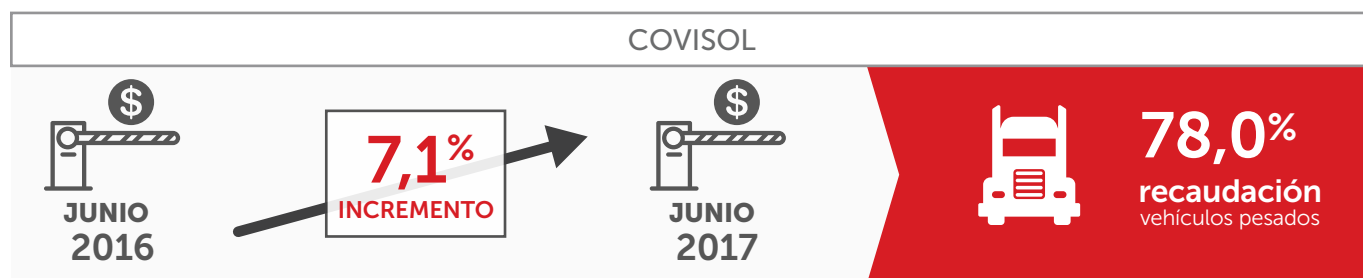 COVISOL
$
JUNIO
2016
7,1%
INCREMENTO
$
JUNIO
2017
78,0%
recaudación
vehículos pesados